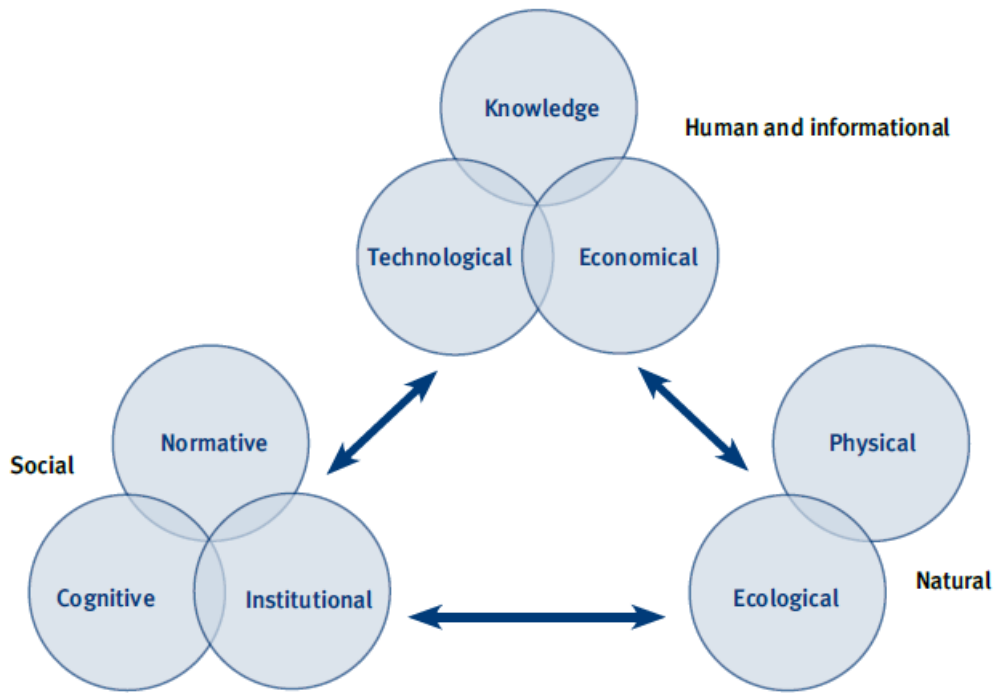 Knowledge
Human and informational
Technological
Economical
Normative
Physical
Social
Cognitive
Institutional
Ecological
Natural